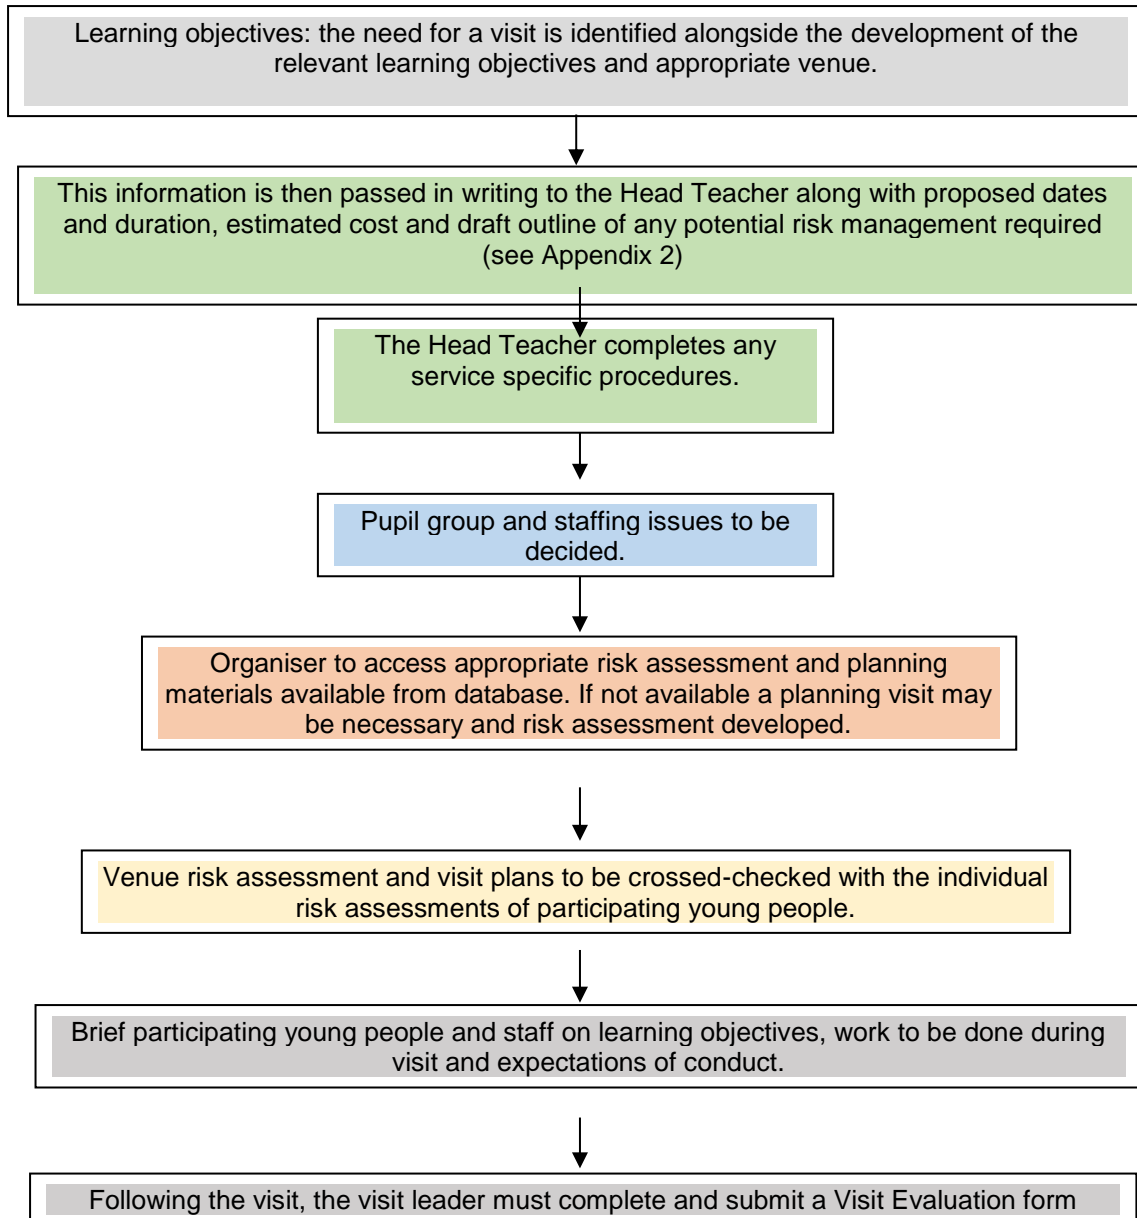 Learning objectives: the need for a visit is identified alongside the development of the
relevant learning objectives and appropriate venue.
This information is then passed in writing to the Head Teacher along with proposed dates
and duration, estimated cost and draft outline of any potential risk management required
(see Appendix 2)
The Head Teacher completes any
service specific procedures.
Pupil group and staffing issues to be
decided.
Organiser to access appropriate risk assessment and planning
materials available from database. If not available a planning visit may
be necessary and risk assessment developed.
Venue risk assessment and visit plans to be crossed-checked with the individual
risk assessments of participating young people.
Brief participating young people and staff on learning objectives, work to be done during
visit and expectations of conduct.
Following the visit, the visit leader must complete and submit a Visit Evaluation form